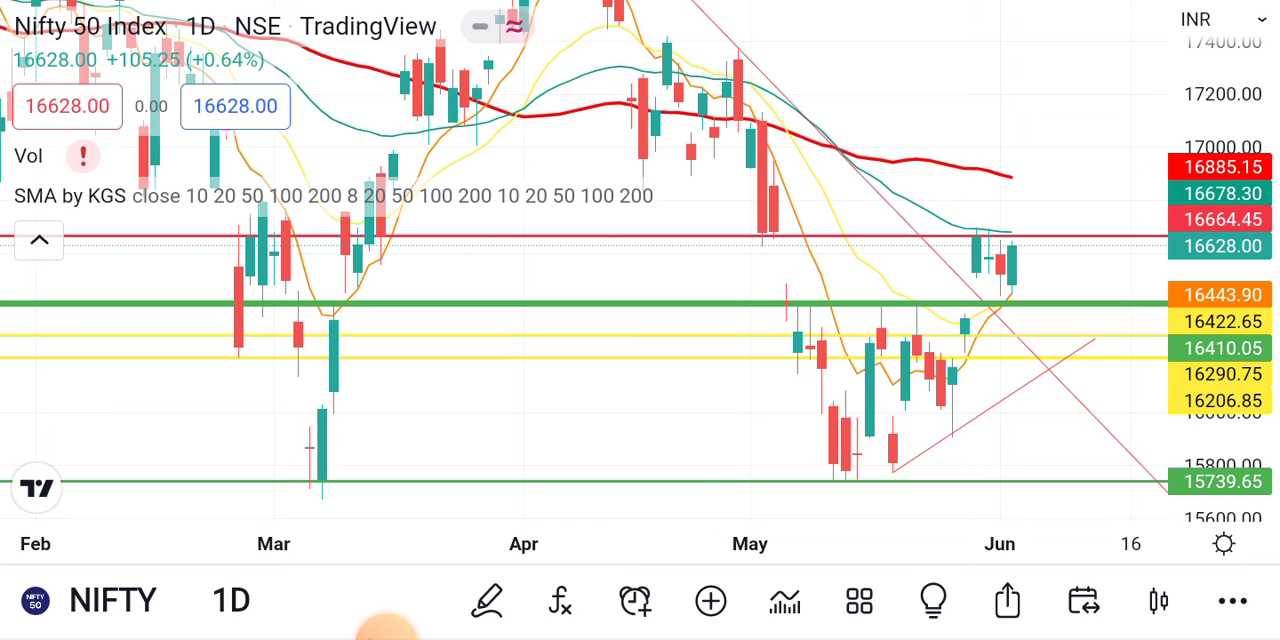 Nifty 50 Index · 1D · NSE · TradingView
INR
16628.00 +105.25 (+0.64%)
16628.00 0.00 16628.00
Vol !
SMA by KGS close 10 20 50 100 200 8 20 50 100 200 10 20 50 100 200
17400.00
17200.00
17000.00
16885.15
16678.30
16664.45
16628.00
16443.90
16422.65
16410.05
16290.75
16206.85
16000.00
15800.00
15739.65
15600.00
Feb Mar Apr May Jun 16
NIFTY 50 NIFTY 1D